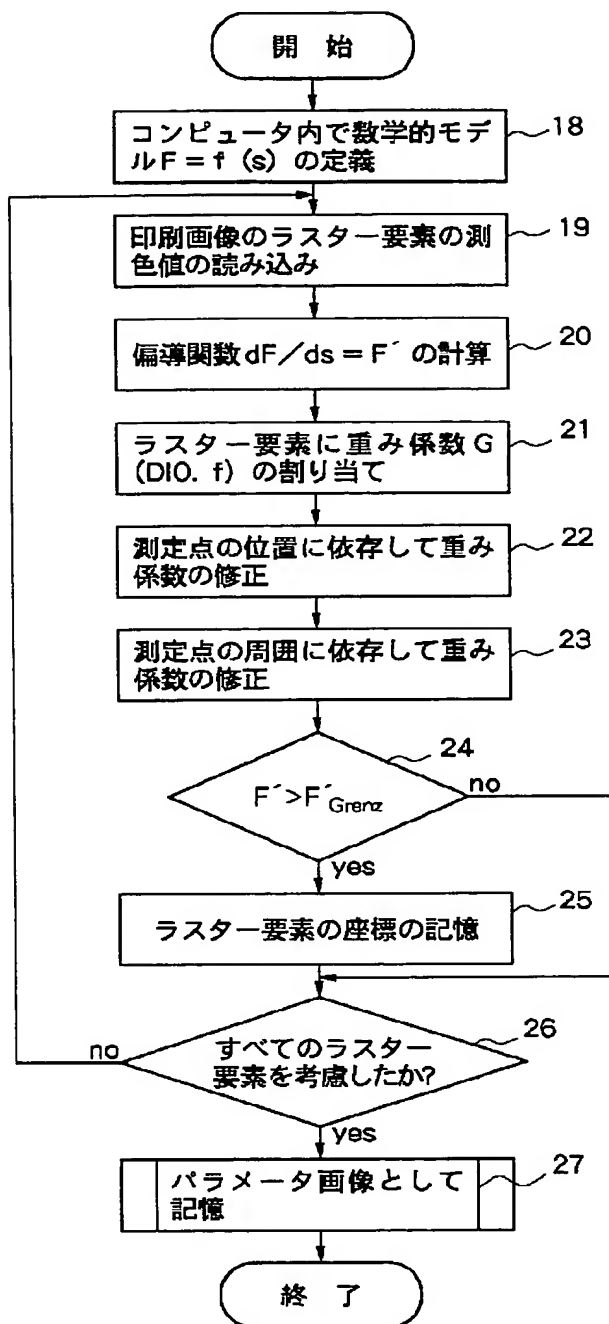 開 始
コンピュータ内で数学的モデ
ルF=f (s) の定義
18
印刷画像のラスター要素の測
色値の読み込み
19
偏導関数dF/ds=F´の計算
20
ラスター要素に重み係数G
(DIO. f) の割り当て
21
測定点の位置に依存して重み
係数の修正
22
測定点の周囲に依存して重み
係数の修正
23
24
F´>F´Grenz
no
yes
ラスター要素の座標の記憶
25
26
no
すべてのラスター
要素を考慮したか?
yes
パラメータ画像として
記憶
27
終 了